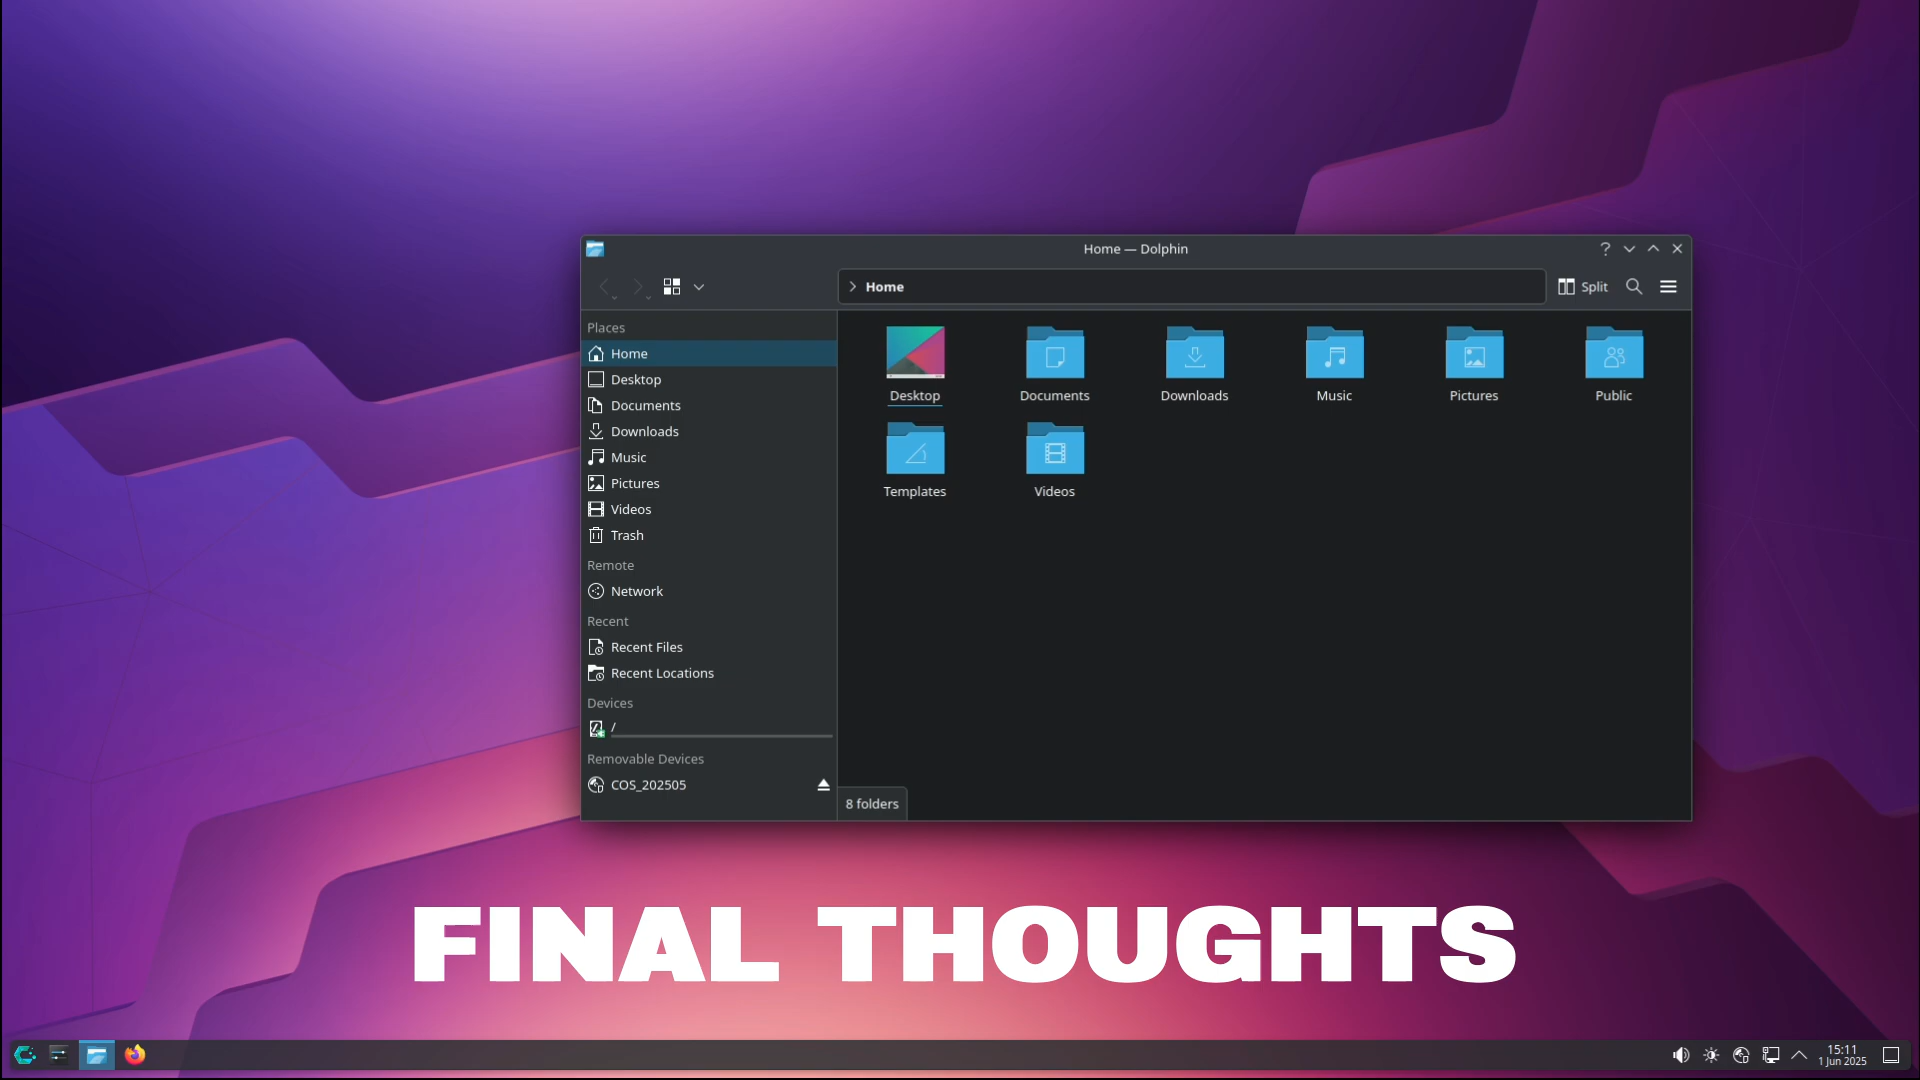 Home — Dolphin
Home
Split
Places
Home
Desktop
Documents
Downloads
Music
Pictures
Videos
Trash
Remote
Network
Recent
Recent Files
Recent Locations
Devices
/
Removable Devices
COS_202505
Desktop
Documents
Downloads
Music
Pictures
Public
Templates
Videos
8 folders
FINAL THOUGHTS
15:11
1 Jun 2025